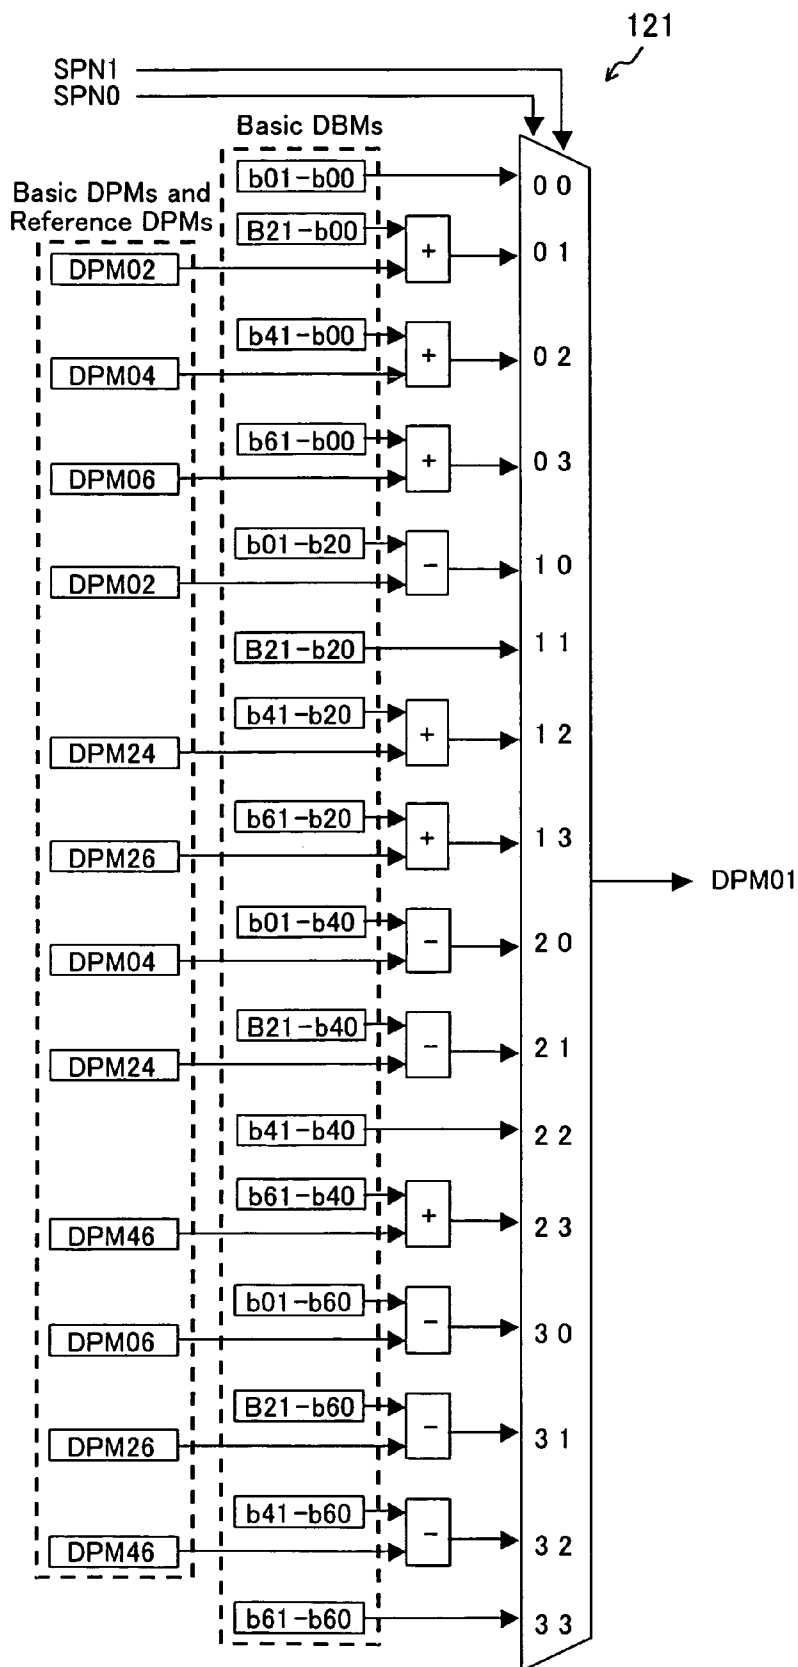 121
SPN1
SPN0
Basic DBMs
Basic DPMs and
Reference DPMs
b01-b00
0 0
B21-b00
DPM02
+
0 1
b41-b00
DPM04
+
0 2
b61-b00
DPM06
+
0 3
b01-b20
DPM02
-
1 0
B21-b20
1 1
b41-b20
DPM24
+
1 2
b61-b20
DPM26
+
1 3
DPM01
b01-b40
DPM04
-
2 0
B21-b40
DPM24
-
2 1
b41-b40
2 2
b61-b40
DPM46
+
2 3
b01-b60
DPM06
-
3 0
B21-b60
DPM26
-
3 1
b41-b60
DPM46
-
3 2
b61-b60
3 3